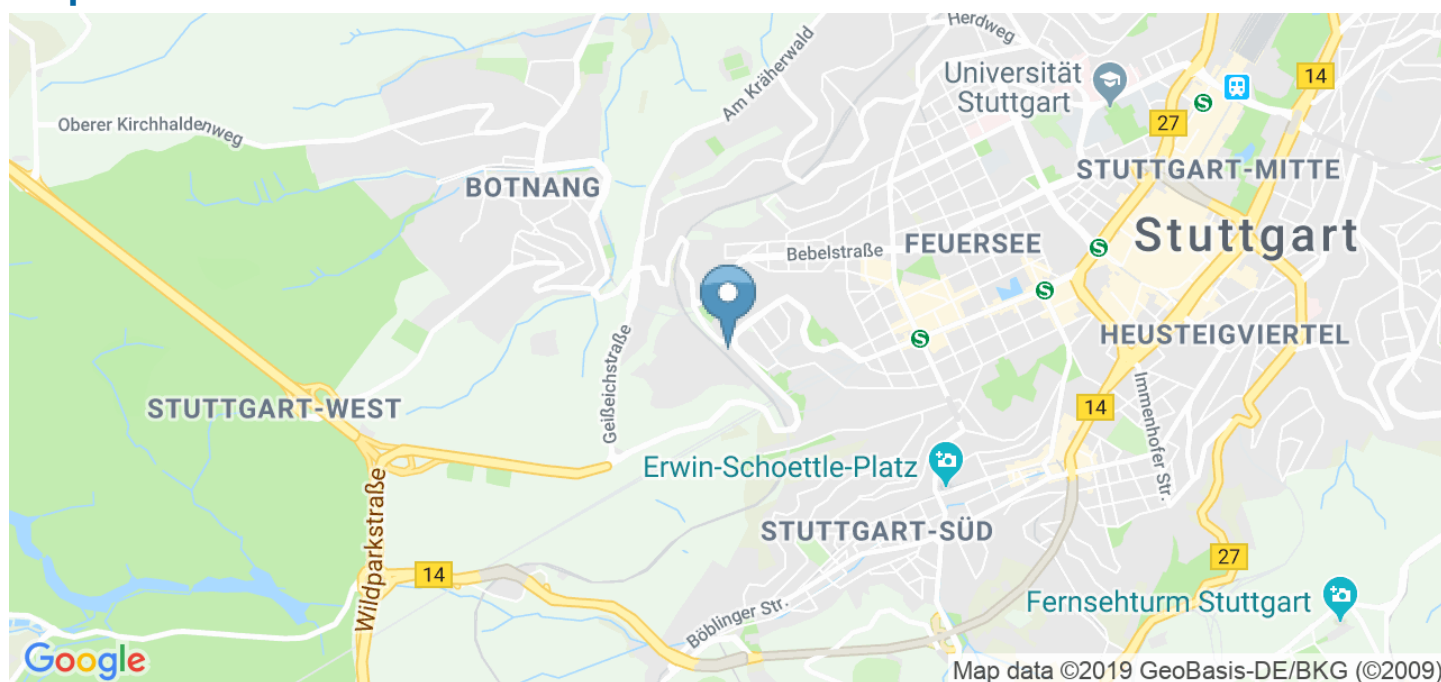 Herdweg
Am Kräherwald
Universität
Stuttgart
14
Oberer Kirchhaldenweg
27
BOTNANG
STUTTGART-MITTE
Stuttgart
Bebelstraße
FEUERSEE
S
S
S
S
HEUSTEIGVIERTEL
Geißeichstraße
STUTTGART-WEST
14
Immenhofer Str.
Erwin-Schoettle-Platz
Wildparkstraße
STUTTGART-SÜD
14
27
Böblinger Str.
Fernsehturm Stuttgart
Google
Map data ©2019 GeoBasis-DE/BKG (©2009)